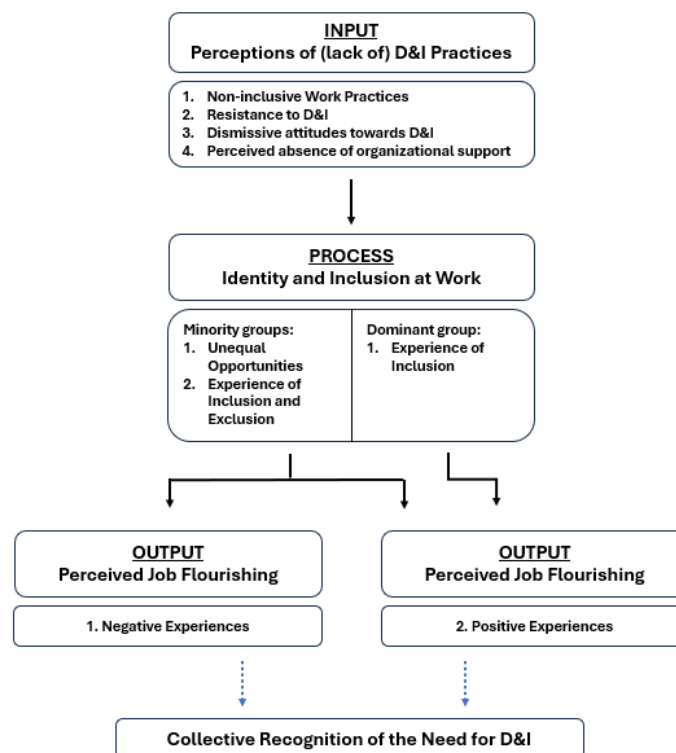 INPUT
Perceptions of (lack of) D&I Practices
1. Non-inclusive Work Practices
2. Resistance to D&I
3. Dismissive attitudes towards D&I
4. Perceived absence of organizational support
PROCESS
Identity and Inclusion at Work
Minority groups:
1. Unequal
Opportunities
2. Experience of
Inclusion and
Exclusion
Dominant group:
1. Experience of
Inclusion
OUTPUT
Perceived Job Flourishing
1. Negative Experiences
OUTPUT
Perceived Job Flourishing
2. Positive Experiences
Collective Recognition of the Need for D&I